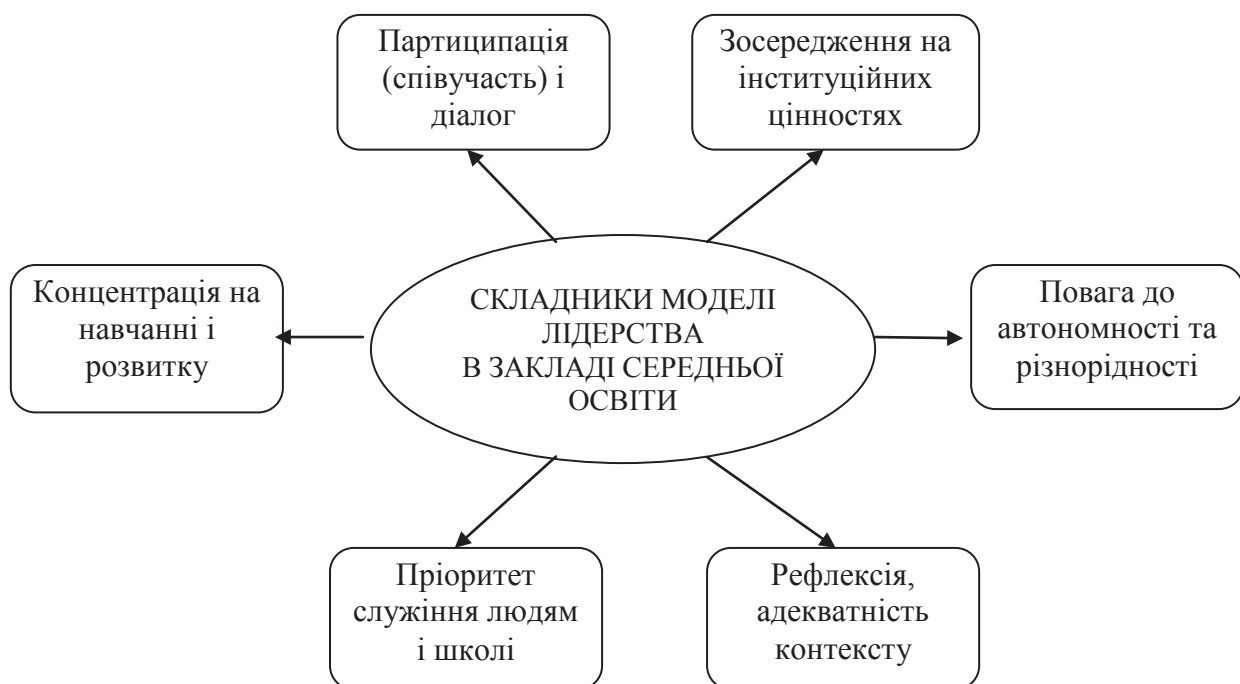 Партиципація
(співучасть) і
діалог
Зосередження на
інституційних
цінностях
Концентрація на
навчанні і
розвитку
СКЛАДНИКИ МОДЕЛІ
ЛІДЕРСТВА
В ЗАКЛАДІ СЕРЕДНЬОЇ
ОСВІТИ
Повага до
автономності та
різнорідності
Пріоритет
служіння людям
і школі
Рефлексія,
адекватність
контексту